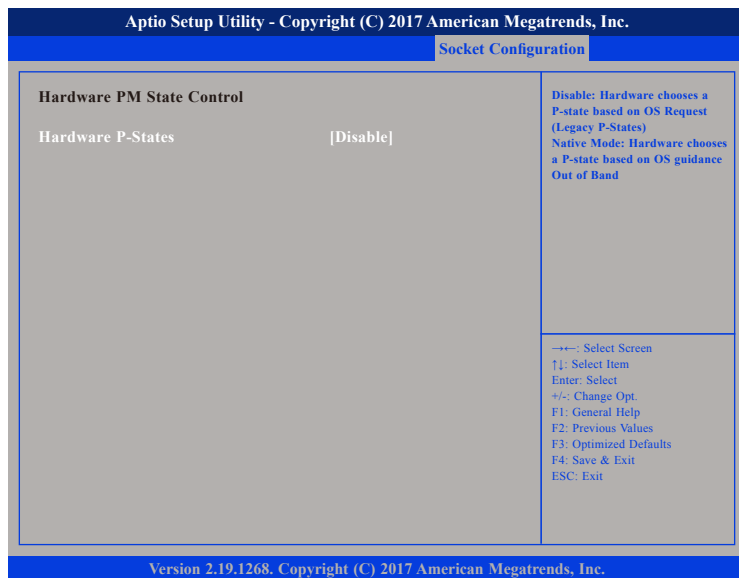 Aptio Setup Utility - Copyright (C) 2017 American Megatrends, Inc.
Socket Configuration
Hardware PM State Control
Hardware P-States [Disable]
Disable: Hardware chooses a
P-state based on OS Request
(Legacy P-States)
Native Mode: Hardware chooses
a P-state based on OS guidance
Out of Band
→←: Select Screen
↑↓: Select Item
Enter: Select
+/-: Change Opt.
F1: General Help
F2: Previous Values
F3: Optimized Defaults
F4: Save & Exit
ESC: Exit
Version 2.19.1268. Copyright (C) 2017 American Megatrends, Inc.